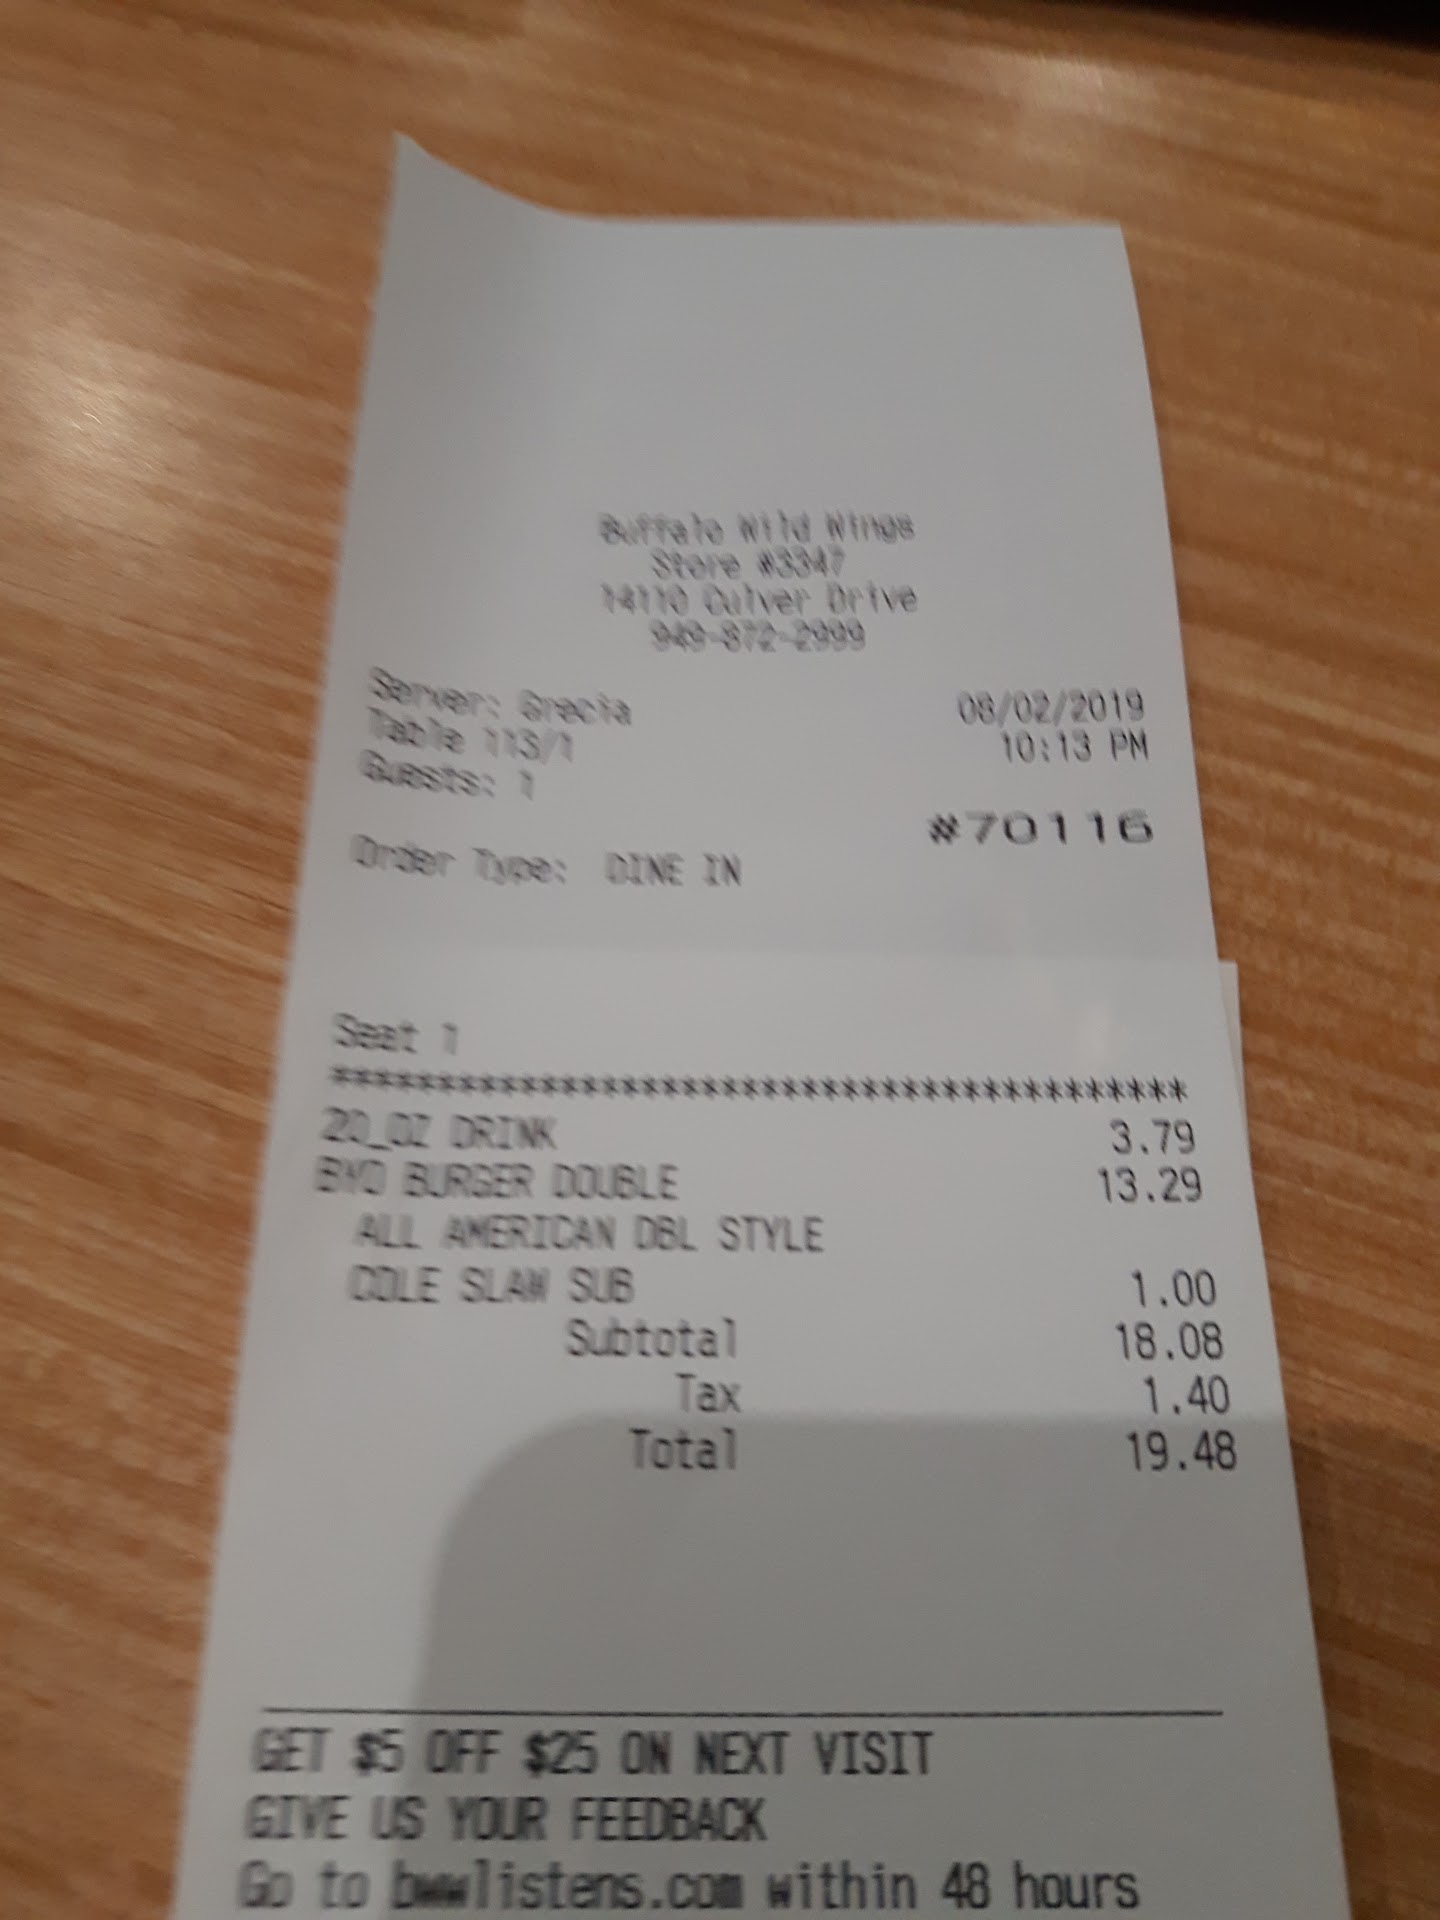 Buffalo Wild Wings
Store #3347
14110 Culver Drive
949-872-2999
Server: Grecia 08/02/2019
Table 113/1 10:13 PM
Guests: 1
#70116
Order Type: DINE IN
Seat 1
*******************************************
20_OZ DRINK 3.79
BYO BURGER DOUBLE 13.29
ALL AMERICAN DBL STYLE
COLE SLAW SUB 1.00
Subtotal 18.08
Tax 1.40
Total 19.48
GET $5 OFF $25 ON NEXT VISIT
GIVE US YOUR FEEDBACK
Go to bwwlistens.com within 48 hours